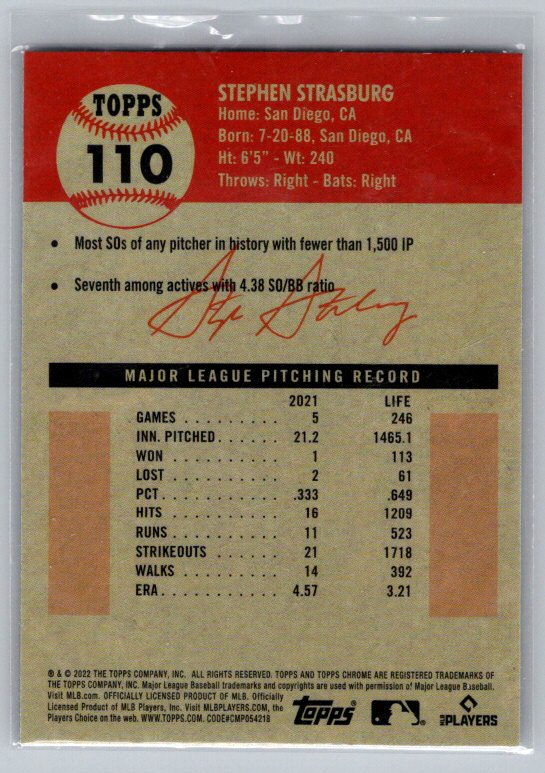 TOPPS
110
STEPHEN STRASBURG
Home: San Diego, CA
Born: 7-20-88, San Diego, CA
Ht: 6'5" - Wt: 240
Throws: Right - Bats: Right
• Most SOs of any pitcher in history with fewer than 1,500 IP
• Seventh among actives with 4.38 SO/BB ratio
MAJOR LEAGUE PITCHING RECORD
2021 LIFE
GAMES . . . . . . . . . 5 246
INN. PITCHED. . . . . . 21.2 1465.1
WON . . . . . . . . . . 1 113
LOST . . . . . . . . . . 2 61
PCT. . . . . . . . . . . .333 .649
HITS . . . . . . . . . . 16 1209
RUNS . . . . . . . . . . 11 523
STRIKEOUTS . . . . . . 21 1718
WALKS . . . . . . . . . 14 392
ERA. . . . . . . . . . . 4.57 3.21
® & © 2022 THE TOPPS COMPANY, INC. ALL RIGHTS RESERVED. TOPPS AND TOPPS CHROME ARE REGISTERED TRADEMARKS OF
THE TOPPS COMPANY, INC. Major League Baseball trademarks and copyrights are used with permission of Major League Baseball.
Visit MLB.com. OFFICIALLY LICENSED PRODUCT OF MLB. Officially
Licensed Product of MLB Players, Inc. Visit MLBPLAYERS.COM, the
Players Choice on the web. WWW.TOPPS.COM. CODE#CMP054218
Topps
MLB PLAYERS